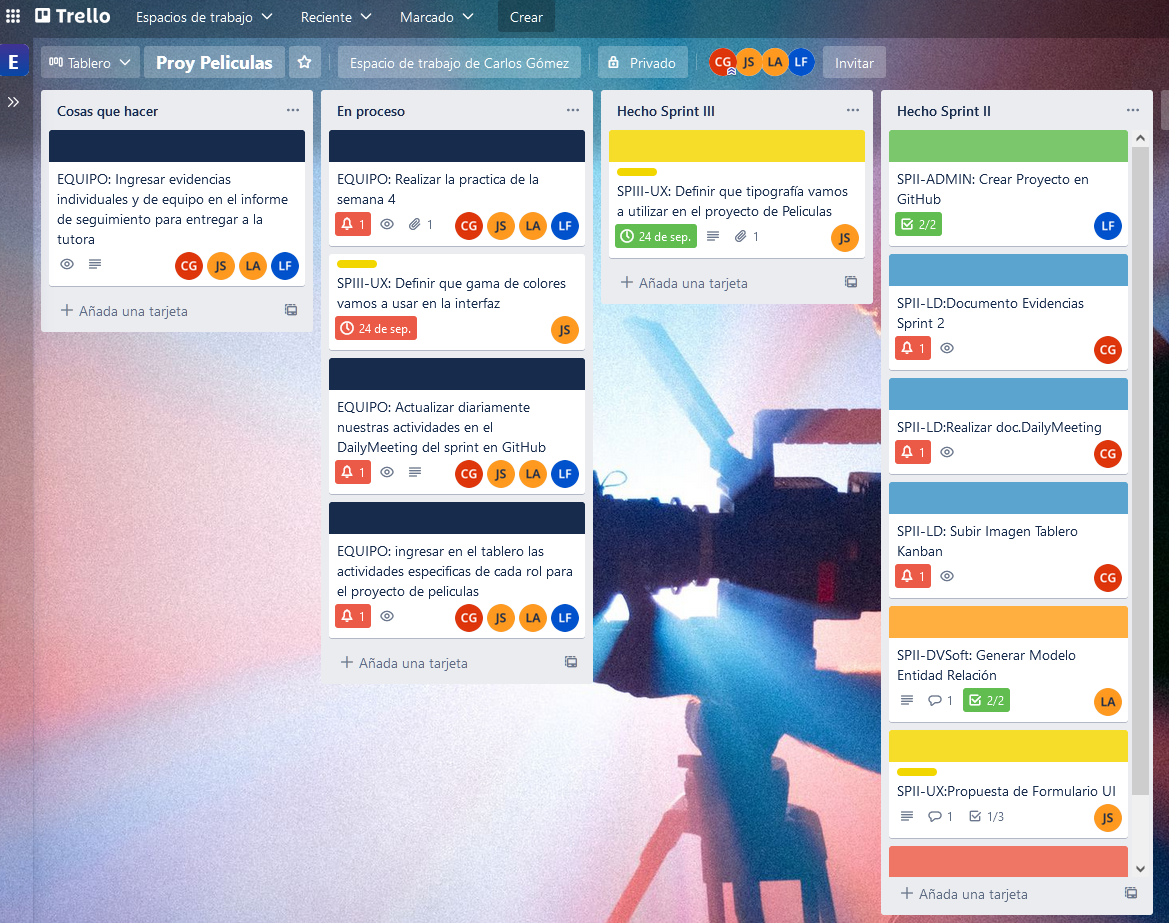 Trello
Espacios de trabajo
Reciente
Marcado
Crear
E
Tablero
Proy Peliculas
Espacio de trabajo de Carlos Gómez
Privado
CG JS LA LF
Invitar
Cosas que hacer
EQUIPO: Ingresar evidencias
individuales y de equipo en el informe
de seguimiento para entregar a la
tutora
CG JS LA LF
Añada una tarjeta
En proceso
EQUIPO: Realizar la practica de la
semana 4
1 1 CG JS LA LF
SPIII-UX: Definir que gama de colores
vamos a usar en la interfaz
24 de sep. JS
EQUIPO: Actualizar diariamente
nuestras actividades en el
DailyMeeting del sprint en GitHub
1 CG JS LA LF
EQUIPO: ingresar en el tablero las
actividades especificas de cada rol para
el proyecto de peliculas
1 CG JS LA LF
Añada una tarjeta
Hecho Sprint III
SPIII-UX: Definir que tipografía vamos
a utilizar en el proyecto de Peliculas
24 de sep. 1 JS
Añada una tarjeta
Hecho Sprint II
SPII-ADMIN: Crear Proyecto en
GitHub
2/2 LF
SPII-LD:Documento Evidencias
Sprint 2
1 CG
SPII-LD:Realizar doc.DailyMeeting
1 CG
SPII-LD: Subir Imagen Tablero
Kanban
1 CG
SPII-DVSoft: Generar Modelo
Entidad Relación
1 2/2 LA
SPII-UX:Propuesta de Formulario UI
1 1/3 JS
Añada una tarjeta